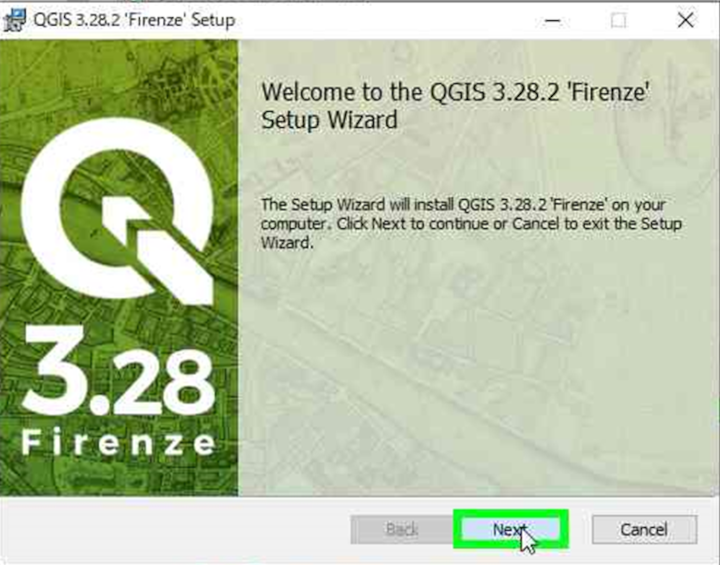 QGIS 3.28.2 'Firenze' Setup
Welcome to the QGIS 3.28.2 'Firenze'
Setup Wizard
The Setup Wizard will install QGIS 3.28.2 'Firenze' on your
computer. Click Next to continue or Cancel to exit the Setup
Wizard.
3.28
Firenze
Back
Next
Cancel